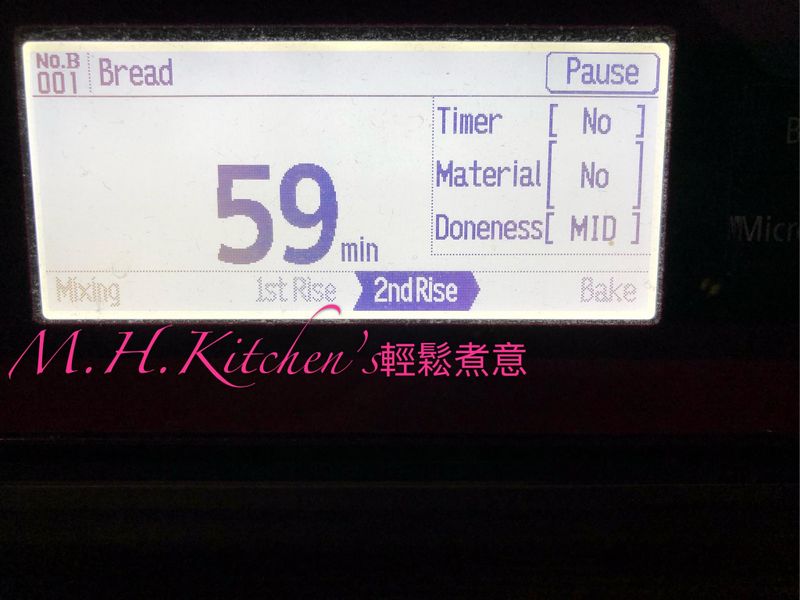 No.B
001
Bread
Pause
Timer [ No ]
Material [ No ]
Doneness [ MID ]
59 min
Mixing 1st Rise 2nd Rise Bake
M.H.Kitchen's輕鬆煮意